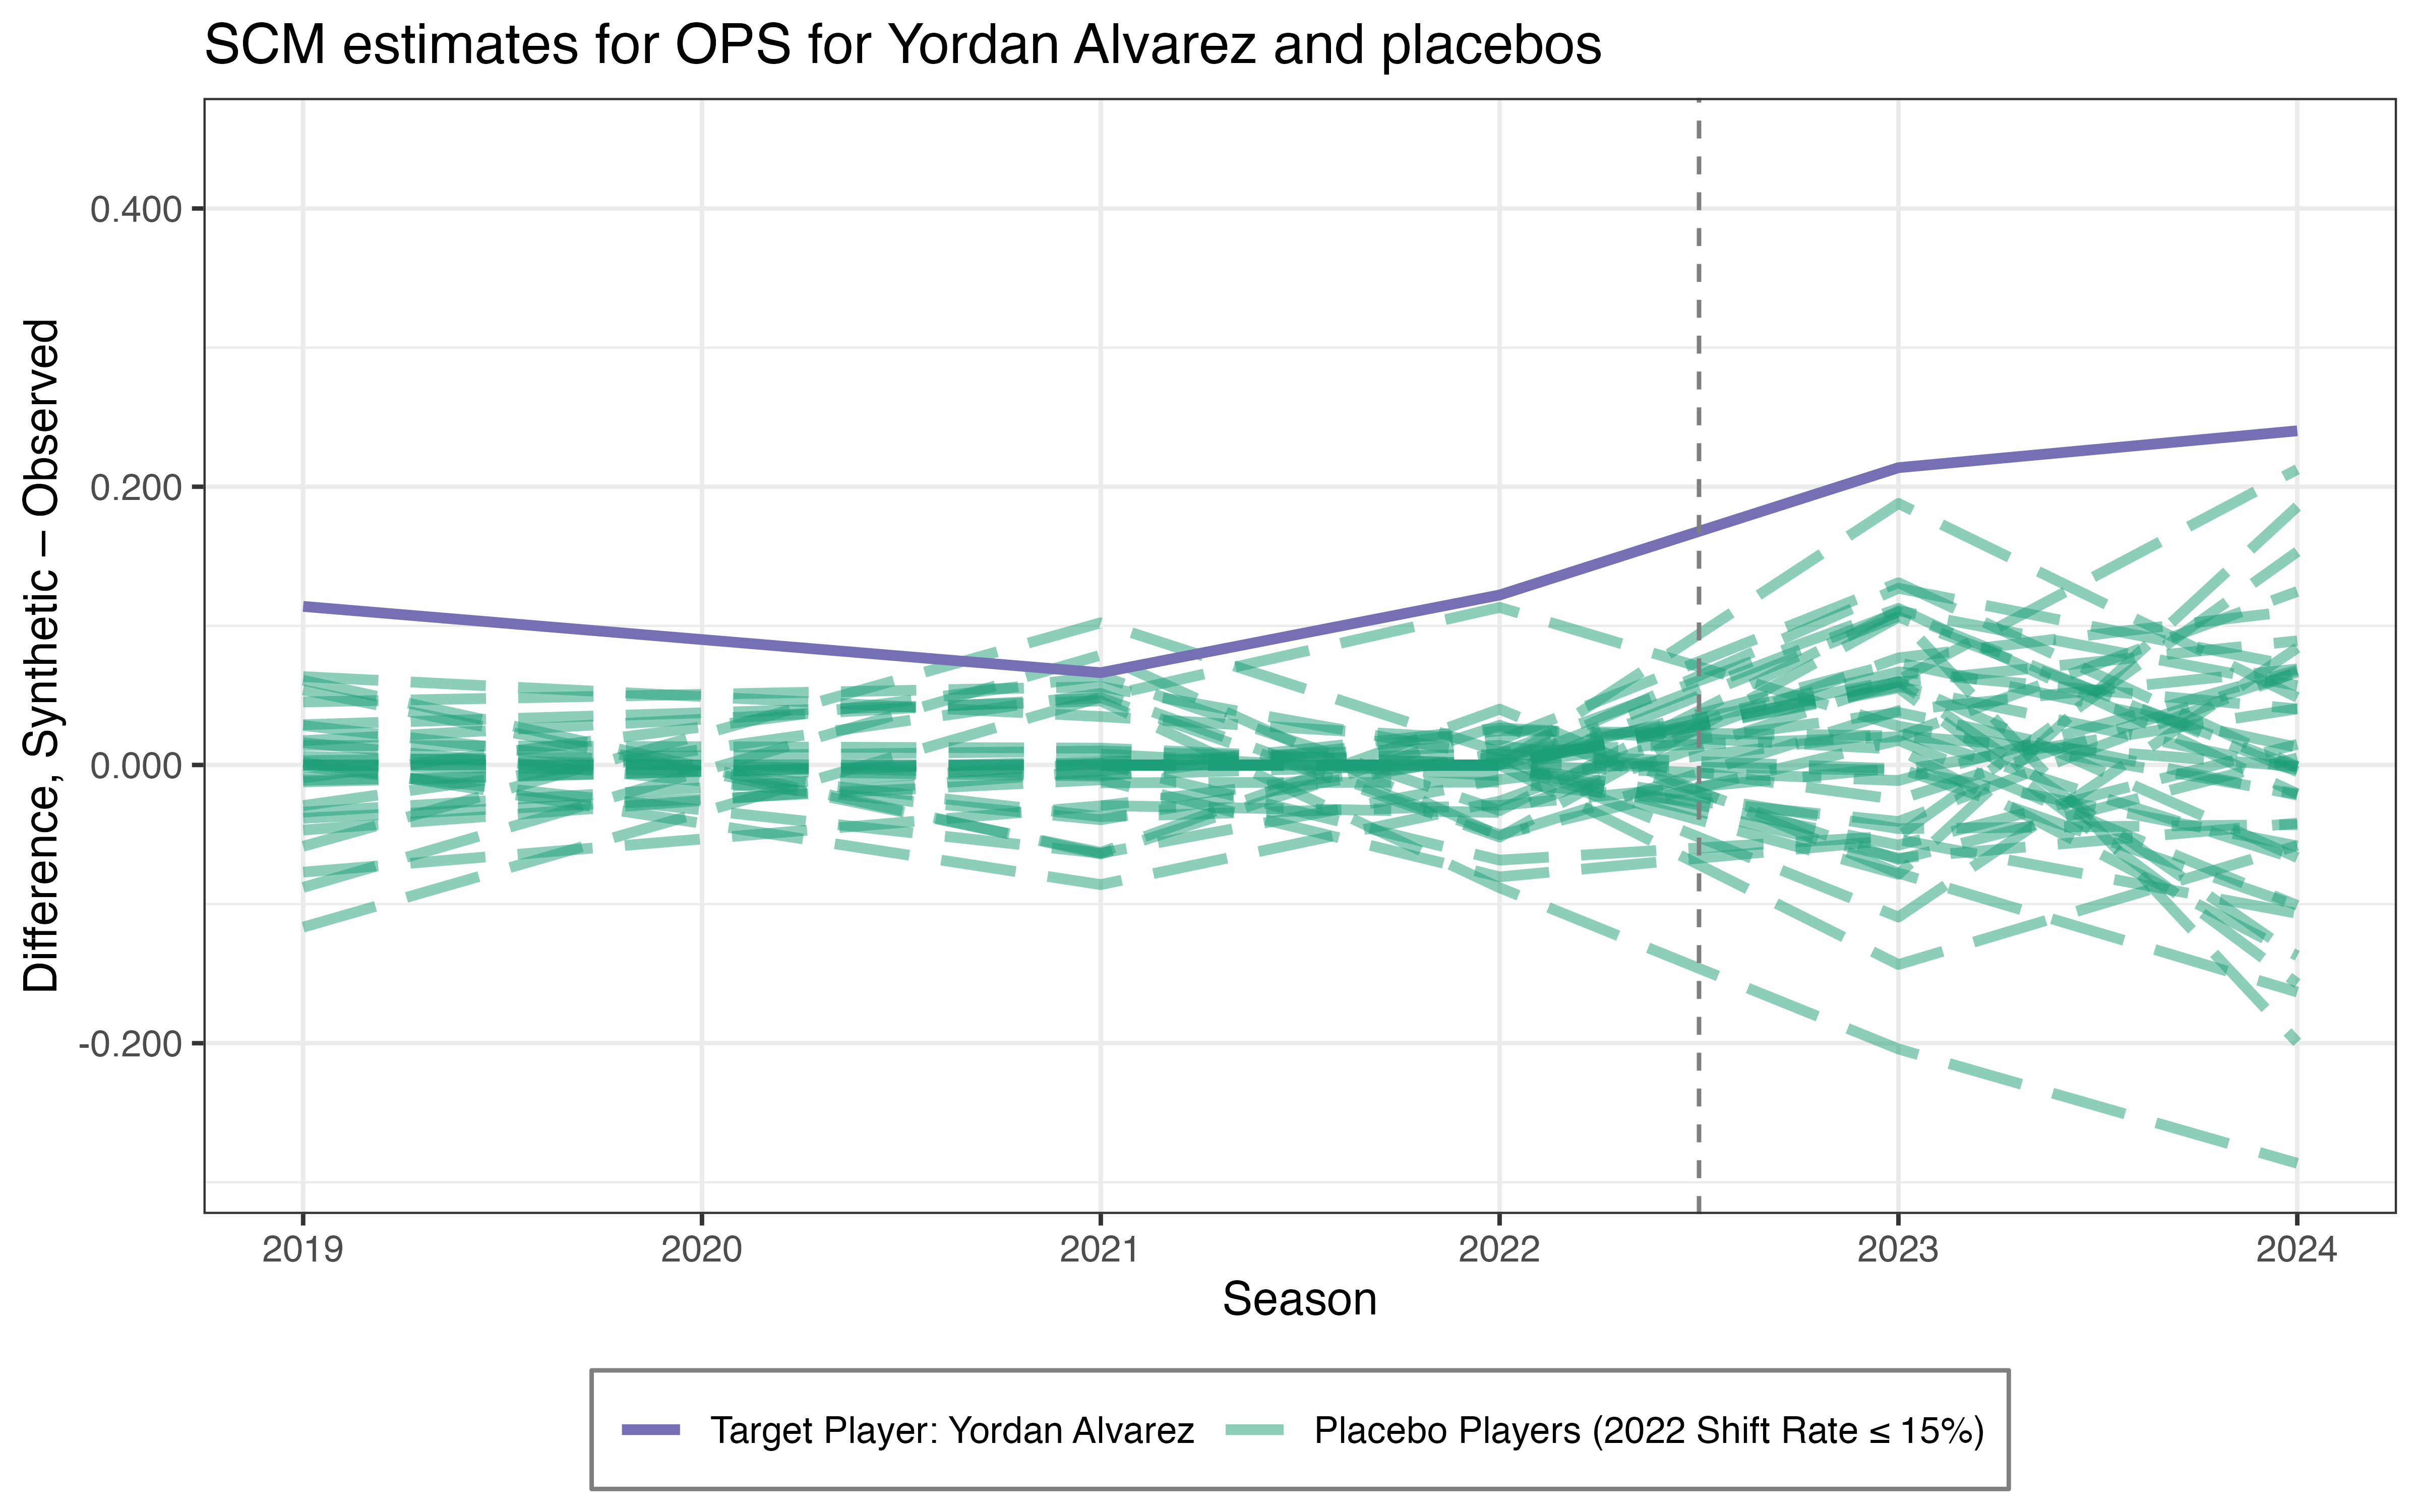 SCM estimates for OPS for Yordan Alvarez and placebos
Difference, Synthetic − Observed
0.400
0.200
0.000
-0.200
2019 2020 2021 2022 2023 2024
Season
Target Player: Yordan Alvarez Placebo Players (2022 Shift Rate ≤ 15%)